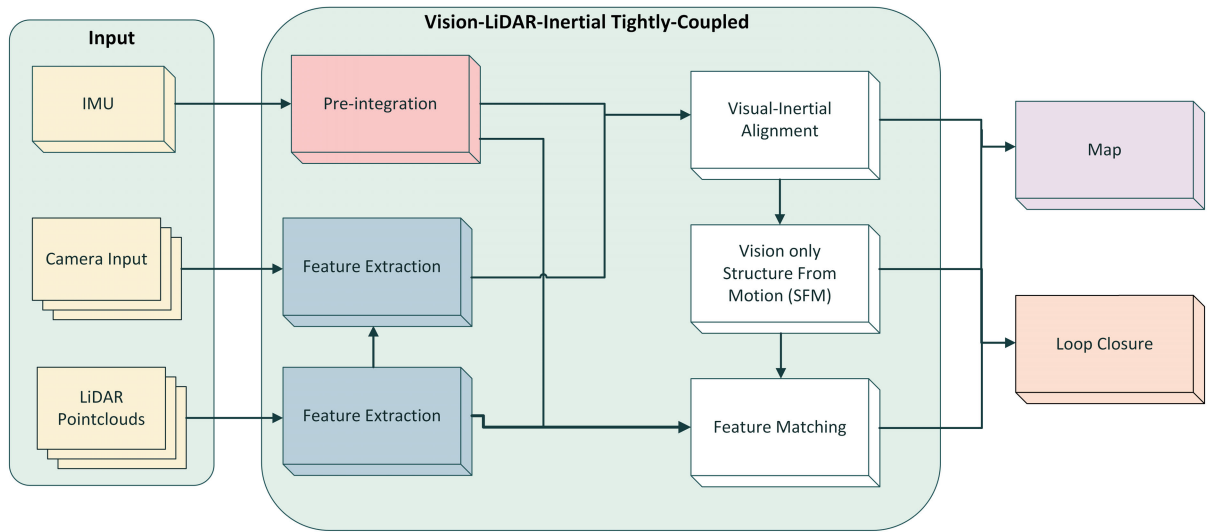 Vision-LiDAR-Inertial Tightly-Coupled
Input
IMU
Pre-integration
Visual-Inertial
Alignment
Map
Camera Input
Feature Extraction
Vision only
Structure From
Motion (SFM)
Loop Closure
LiDAR
Pointclouds
Feature Extraction
Feature Matching